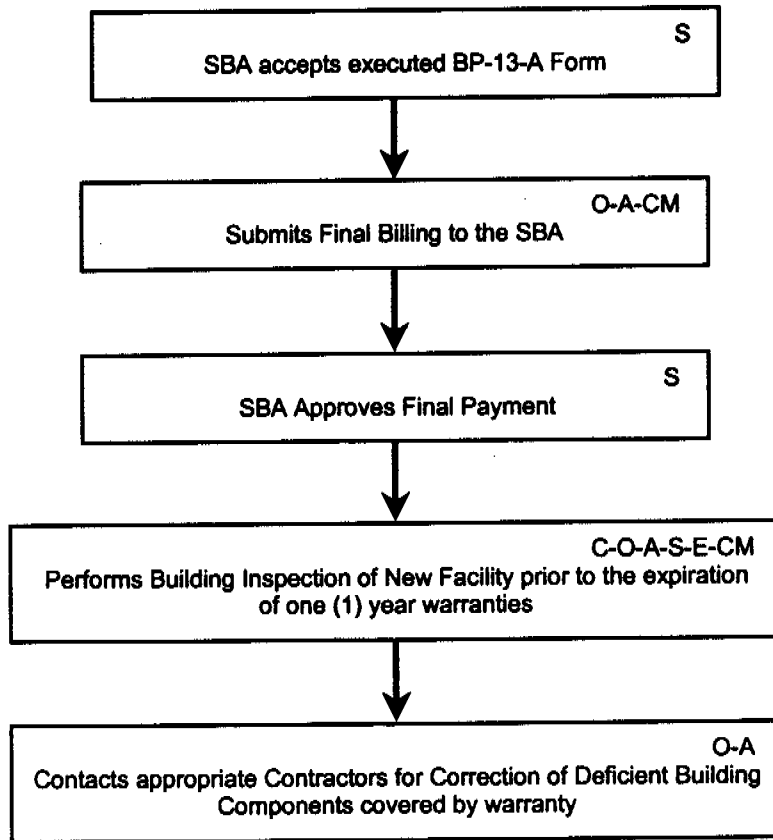 S
SBA accepts executed BP-13-A Form
O-A-CM
Submits Final Billing to the SBA
S
SBA Approves Final Payment
C-O-A-S-E-CM
Performs Building Inspection of New Facility prior to the expiration
of one (1) year warranties
O-A
Contacts appropriate Contractors for Correction of Deficient Building
Components covered by warranty